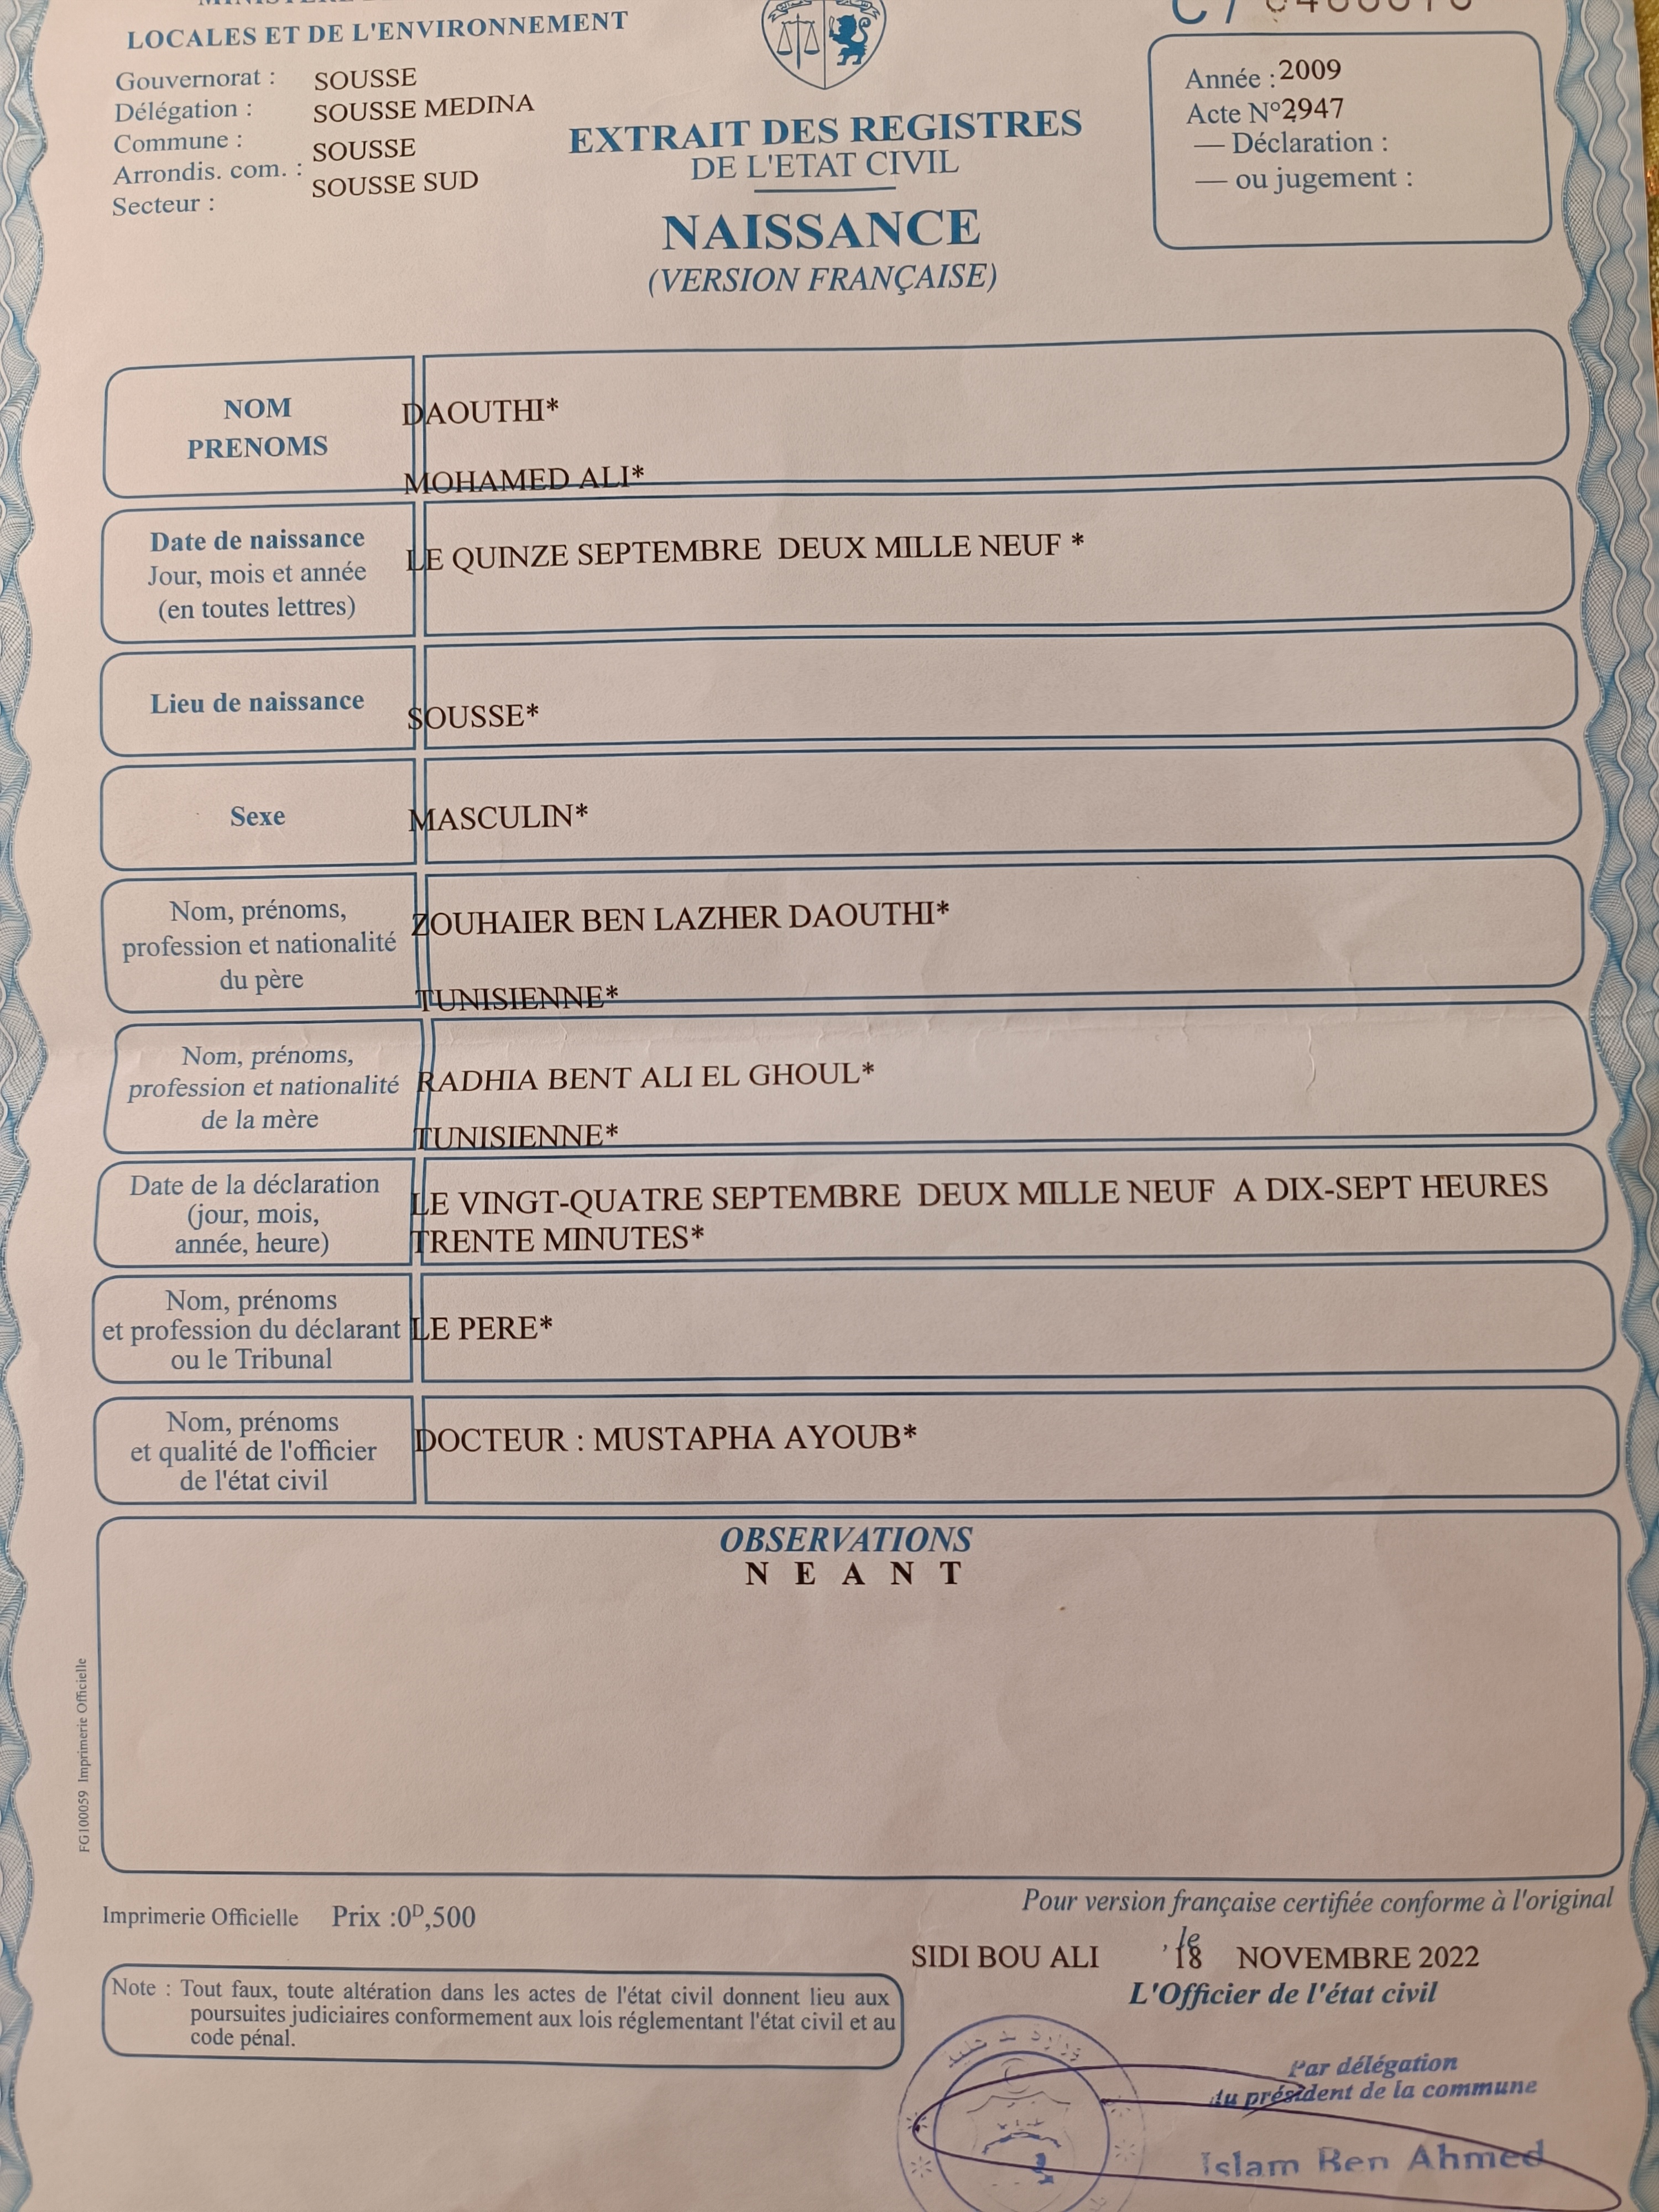 LOCALES ET DE L'ENVIRONNEMENT
Gouvernorat : SOUSSE
Délégation : SOUSSE MEDINA
Commune : SOUSSE
Arrondis. com. : SOUSSE SUD
Secteur :
EXTRAIT DES REGISTRES
DE L'ETAT CIVIL
NAISSANCE
(VERSION FRANÇAISE)
Année : 2009
Acte N° 2947
— Déclaration :
— ou jugement :
NOM
PRENOMS
DAOUTHI*
MOHAMED ALI*
Date de naissance
Jour, mois et année
(en toutes lettres)
LE QUINZE SEPTEMBRE DEUX MILLE NEUF *
Lieu de naissance
SOUSSE*
Sexe
MASCULIN*
Nom, prénoms,
profession et nationalité
du père
ZOUHAIER BEN LAZHER DAOUTHI*
TUNISIENNE*
Nom, prénoms,
profession et nationalité
de la mère
RADHIA BENT ALI EL GHOUL*
TUNISIENNE*
Date de la déclaration
(jour, mois,
année, heure)
LE VINGT-QUATRE SEPTEMBRE DEUX MILLE NEUF A DIX-SEPT HEURES
TRENTE MINUTES*
Nom, prénoms
et profession du déclarant
ou le Tribunal
LE PERE*
Nom, prénoms
et qualité de l'officier
de l'état civil
DOCTEUR : MUSTAPHA AYOUB*
OBSERVATIONS
N E A N T
FG100059 Imprimerie Officielle
Imprimerie Officielle Prix :0D,500
Pour version française certifiée conforme à l'original
SIDI BOU ALI , le 18 NOVEMBRE 2022
L'Officier de l'état civil
Note : Tout faux, toute altération dans les actes de l'état civil donnent lieu aux
poursuites judiciaires conformement aux lois réglementant l'état civil et au
code pénal.
Par délégation
du président de la commune
Islam Ben Ahmed